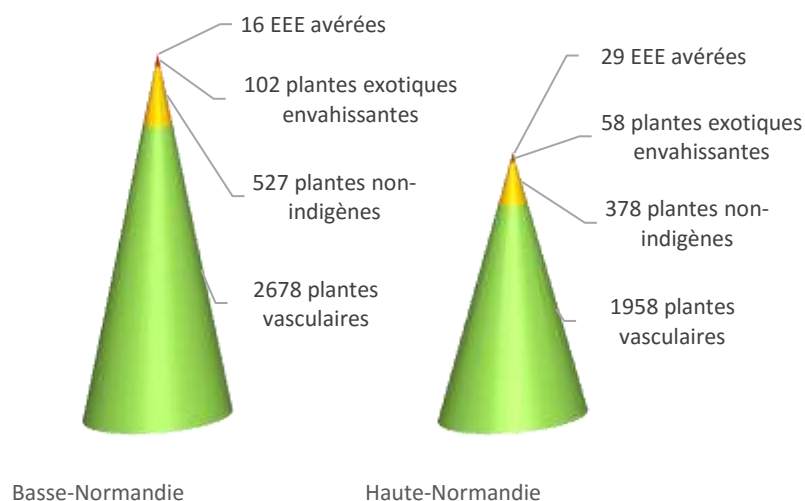 16 EEE avérées
102 plantes exotiques
envahissantes
527 plantes non-
indigènes
2678 plantes
vasculaires
29 EEE avérées
58 plantes exotiques
envahissantes
378 plantes non-
indigènes
1958 plantes
vasculaires
Basse-Normandie
Haute-Normandie